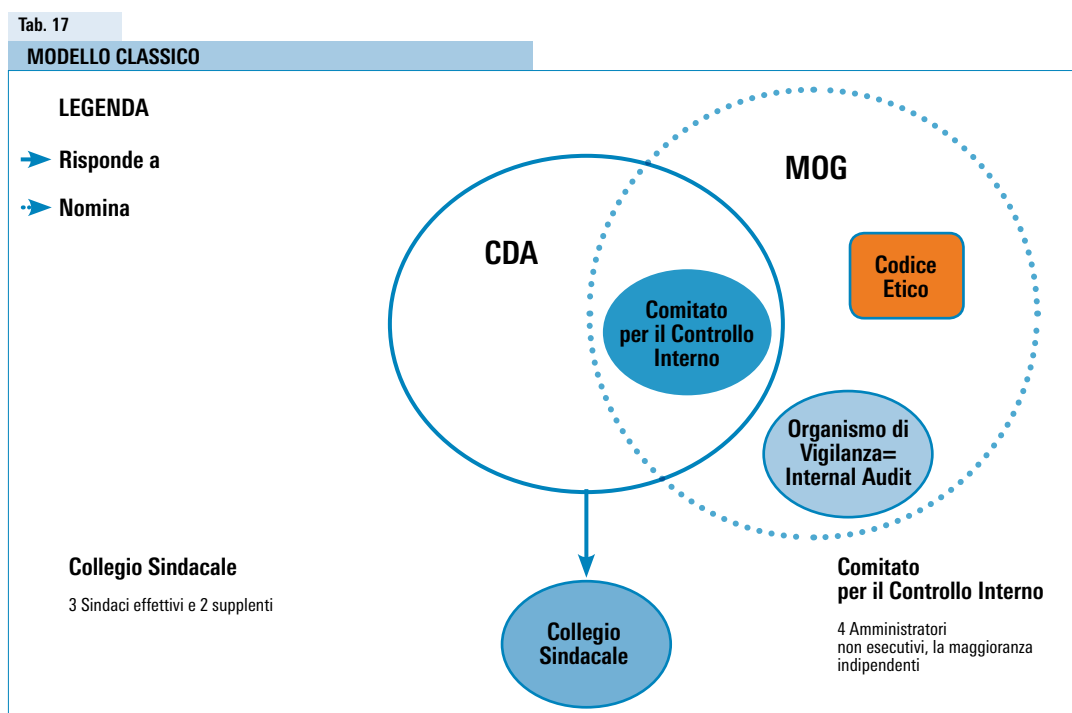 Tab. 17
MODELLO CLASSICO
LEGENDA
Risponde a
Nomina
MOG
CDA
Codice
Etico
Comitato
per il Controllo
Interno
Organismo di
Vigilanza=
Internal Audit
Collegio Sindacale
3 Sindaci effettivi e 2 supplenti
Collegio
Sindacale
Comitato
per il Controllo Interno
4 Amministratori
non esecutivi, la maggioranza
indipendenti